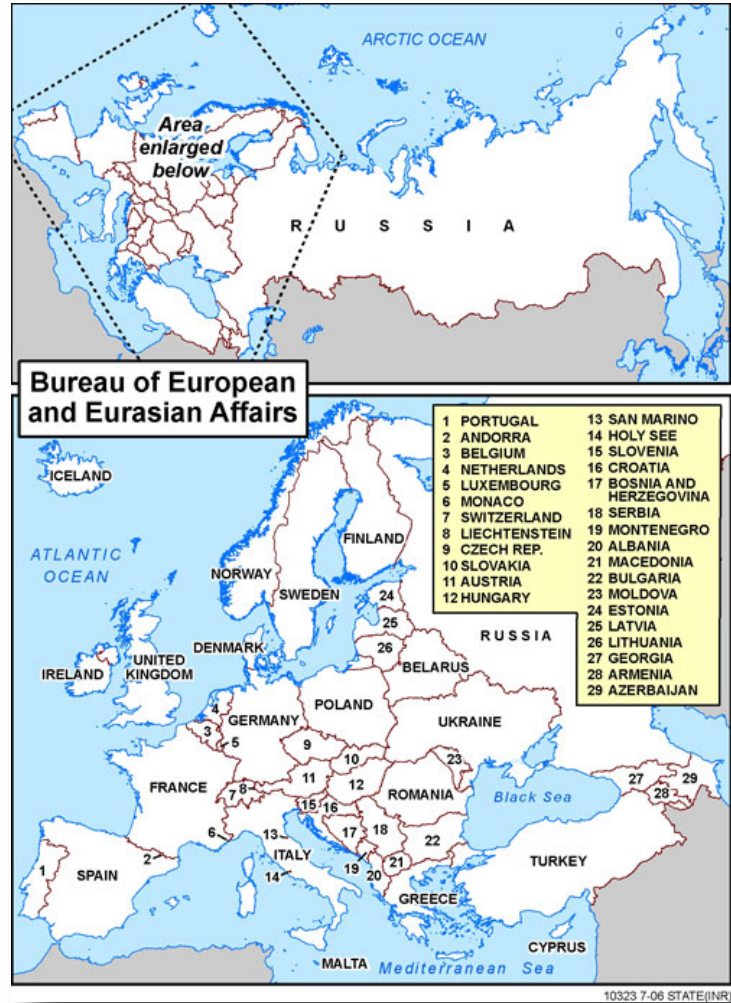 ARCTIC OCEAN
Area
enlarged
below
R U S S I A
Bureau of European
and Eurasian Affairs
1 PORTUGAL
2 ANDORRA
3 BELGIUM
4 NETHERLANDS
5 LUXEMBOURG
6 MONACO
7 SWITZERLAND
8 LIECHTENSTEIN
9 CZECH REP.
10 SLOVAKIA
11 AUSTRIA
12 HUNGARY
13 SAN MARINO
14 HOLY SEE
15 SLOVENIA
16 CROATIA
17 BOSNIA AND
HERZEGOVINA
18 SERBIA
19 MONTENEGRO
20 ALBANIA
21 MACEDONIA
22 BULGARIA
23 MOLDOVA
24 ESTONIA
25 LATVIA
26 LITHUANIA
27 GEORGIA
28 ARMENIA
29 AZERBAIJAN
ICELAND
ATLANTIC
OCEAN
FINLAND
NORWAY
SWEDEN
24
25
RUSSIA
DENMARK
26
IRELAND
UNITED
KINGDOM
BELARUS
POLAND
4
GERMANY
UKRAINE
3
5
9
10
23
FRANCE
11
12
7
8
ROMANIA
27
29
28
Black Sea
15
16
6
13
17
18
22
ITALY
2
1
SPAIN
14
19
20
21
TURKEY
GREECE
CYPRUS
MALTA
Mediterranean Sea
10323 7-06 STATE(INR)